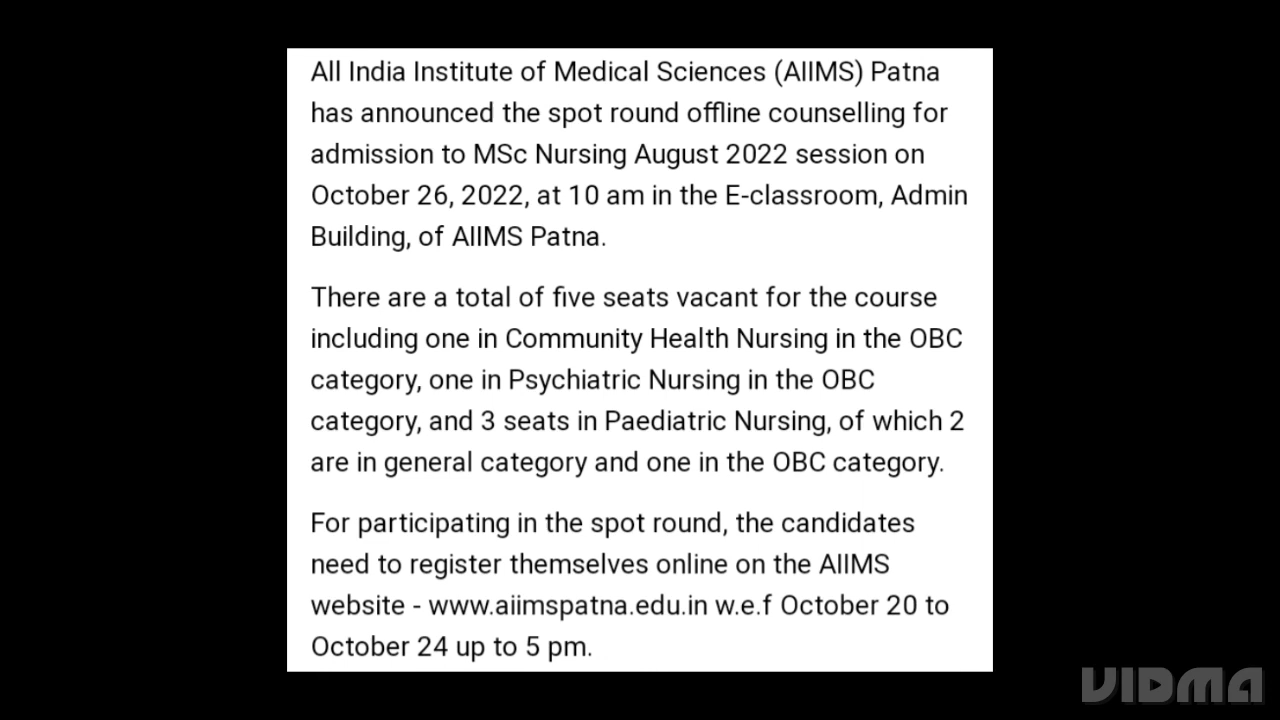 All India Institute of Medical Sciences (AIIMS) Patna
has announced the spot round offline counselling for
admission to MSc Nursing August 2022 session on
October 26, 2022, at 10 am in the E-classroom, Admin
Building, of AIIMS Patna.
There are a total of five seats vacant for the course
including one in Community Health Nursing in the OBC
category, one in Psychiatric Nursing in the OBC
category, and 3 seats in Paediatric Nursing, of which 2
are in general category and one in the OBC category.
For participating in the spot round, the candidates
need to register themselves online on the AIIMS
website - www.aiimspatna.edu.in w.e.f October 20 to
October 24 up to 5 pm.
VIDMA